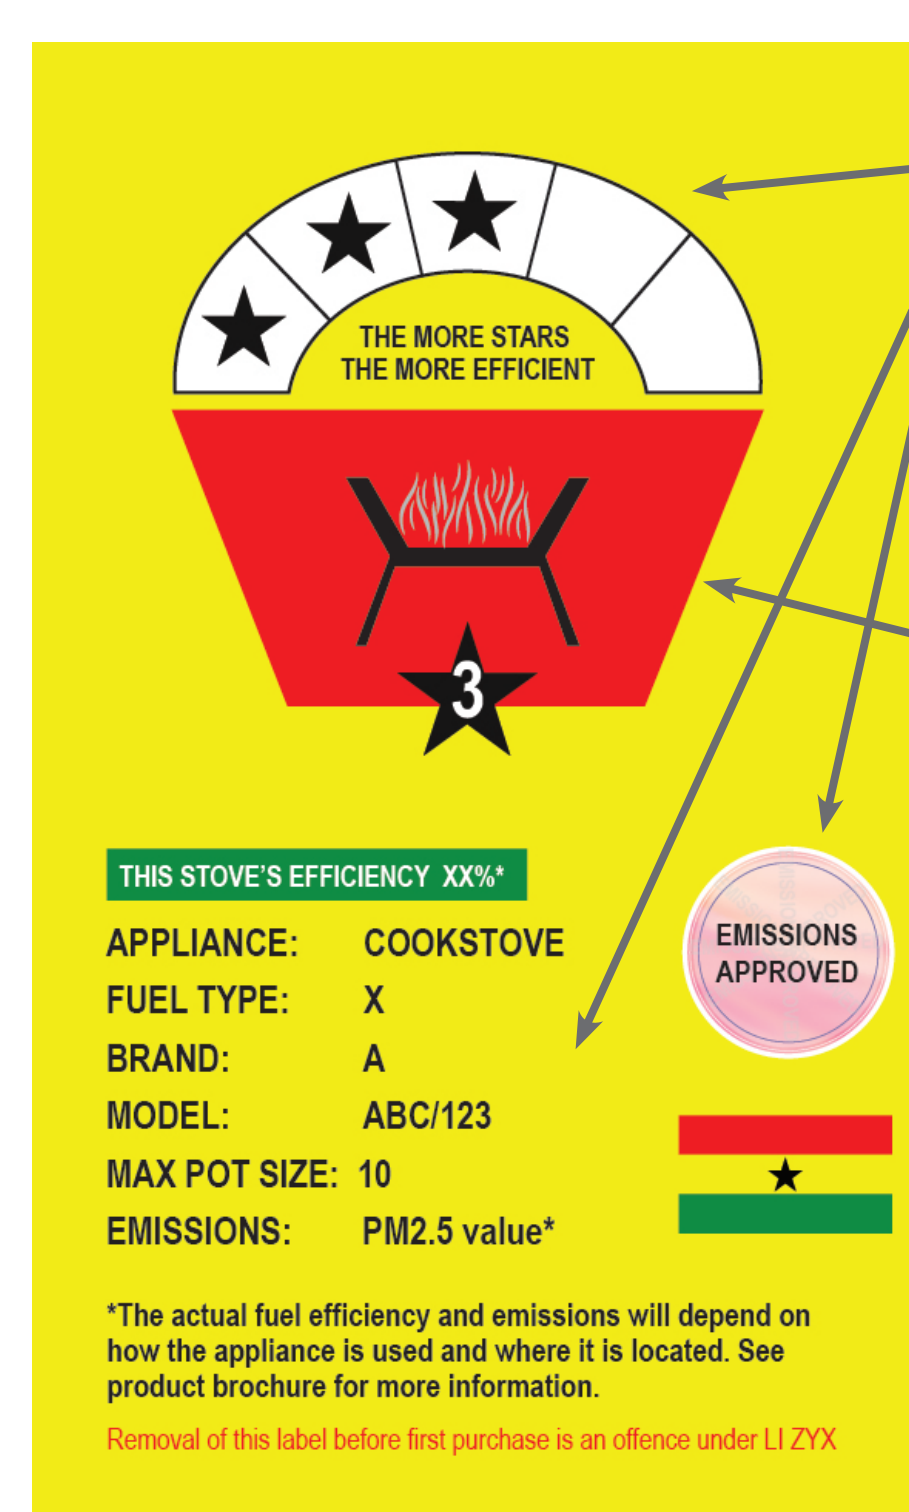 THE MORE STARS
THE MORE EFFICIENT
3
THIS STOVE'S EFFICIENCY XX%*
APPLIANCE: COOKSTOVE
FUEL TYPE: X
BRAND: A
MODEL: ABC/123
MAX POT SIZE: 10
EMISSIONS: PM2.5 value*
EMISSIONS
APPROVED
*The actual fuel efficiency and emissions will depend on
how the appliance is used and where it is located. See
product brochure for more information.
Removal of this label before first purchase is an offence under LI ZYX